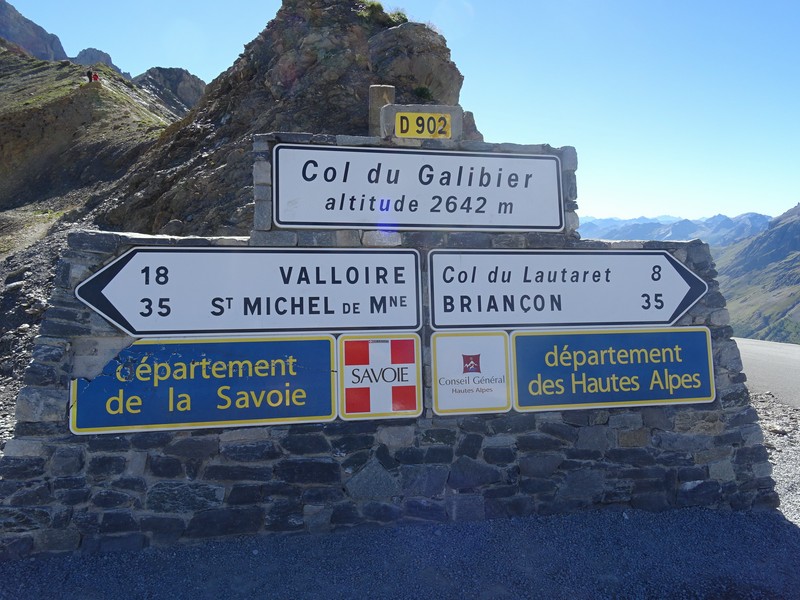 D 902
Col du Galibier
altitude 2642 m
18 VALLOIRE
35 ST MICHEL DE MNE
Col du Lautaret 8
BRIANÇON 35
département
de la Savoie
SAVOIE
Conseil Général
Hautes Alpes
département
des Hautes Alpes